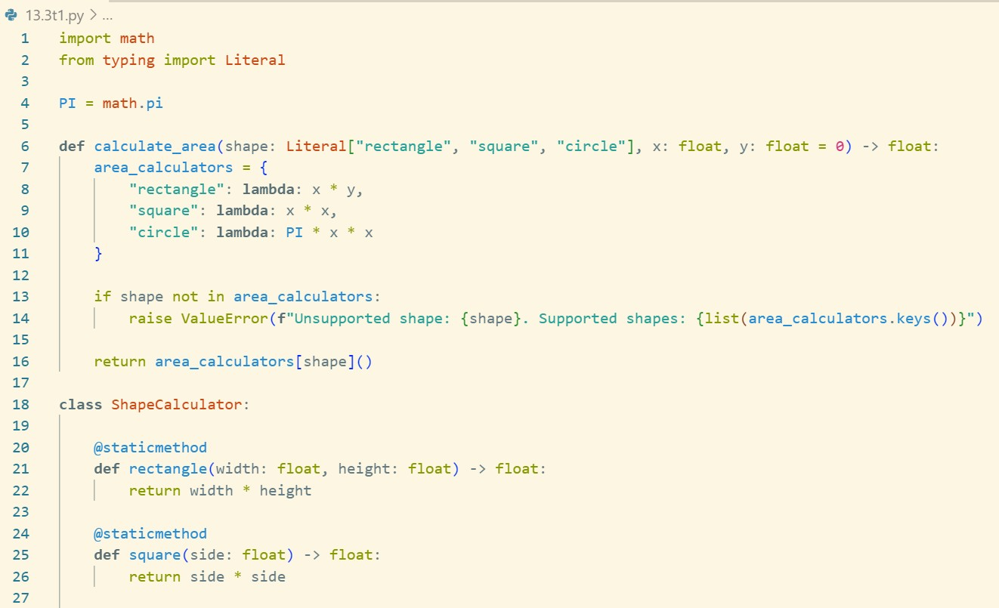 13.3t1.py > ...
1 import math
2 from typing import Literal
3
4 PI = math.pi
5
6 def calculate_area(shape: Literal["rectangle", "square", "circle"], x: float, y: float = 0) -> float:
7     area_calculators = {
8         "rectangle": lambda: x * y,
9         "square": lambda: x * x,
10         "circle": lambda: PI * x * x
11     }
12
13     if shape not in area_calculators:
14         raise ValueError(f"Unsupported shape: {shape}. Supported shapes: {list(area_calculators.keys())}")
15
16     return area_calculators[shape]()
17
18 class ShapeCalculator:
19
20     @staticmethod
21     def rectangle(width: float, height: float) -> float:
22         return width * height
23
24     @staticmethod
25     def square(side: float) -> float:
26         return side * side
27